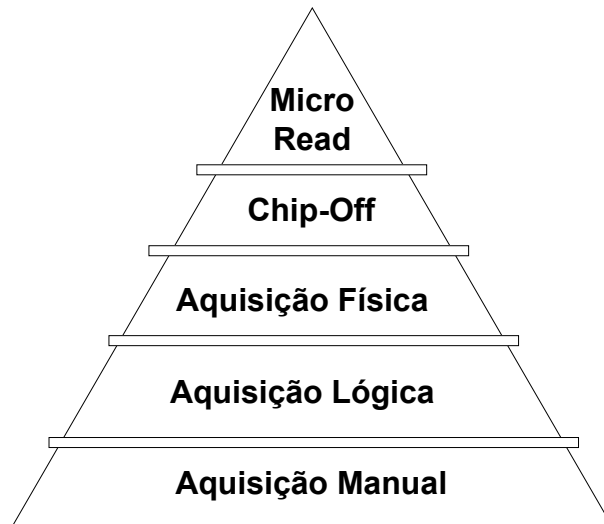 Micro
Read
Chip-Off
Aquisição Física
Aquisição Lógica
Aquisição Manual